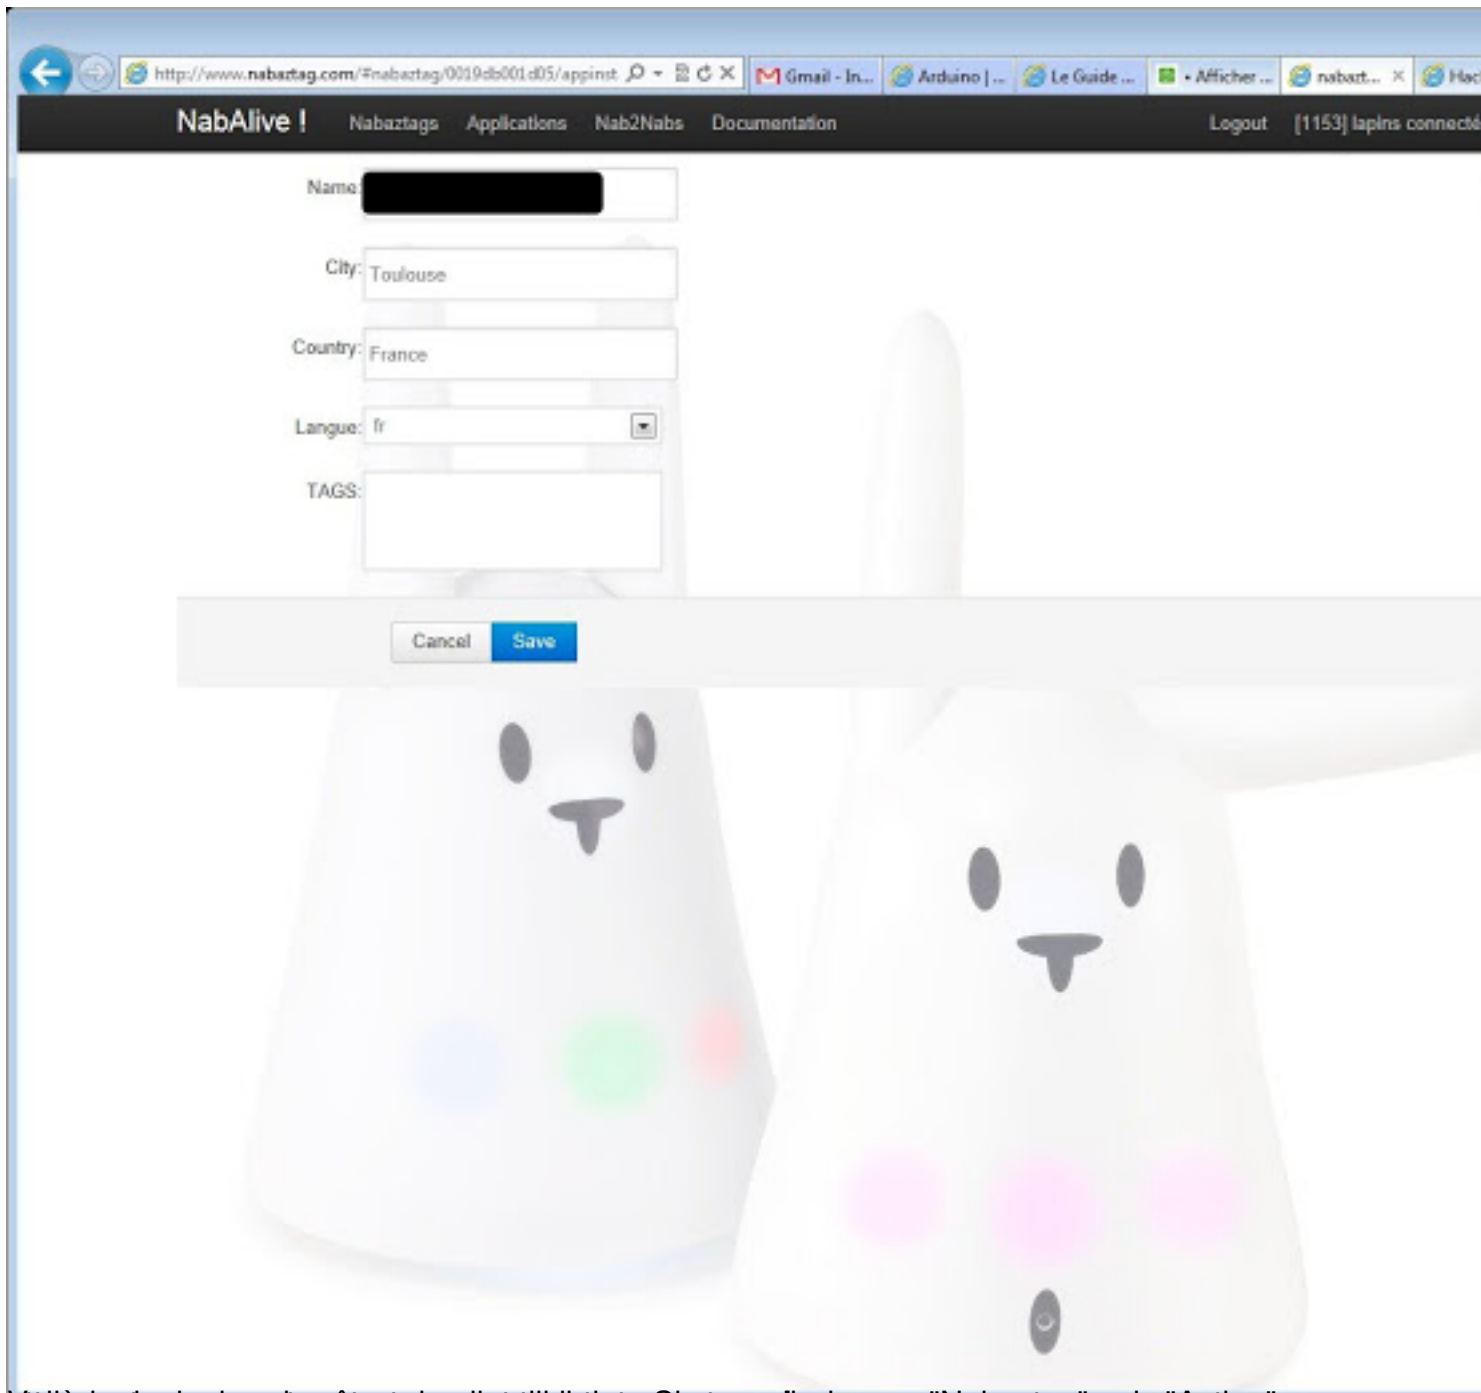 http://www.nabaztag.com/#nabaztag/0019db001d05/appinst
Gmail - In...
Arduino | ...
Le Guide ...
• Afficher ...
nabazt...
Hac
NabAlive !
Nabaztags
Applications
Nab2Nabs
Documentation
Logout
[1153] lapins connecté
Name:
City: Toulouse
Country: France
Langue: fr
TAGS:
Cancel
Save